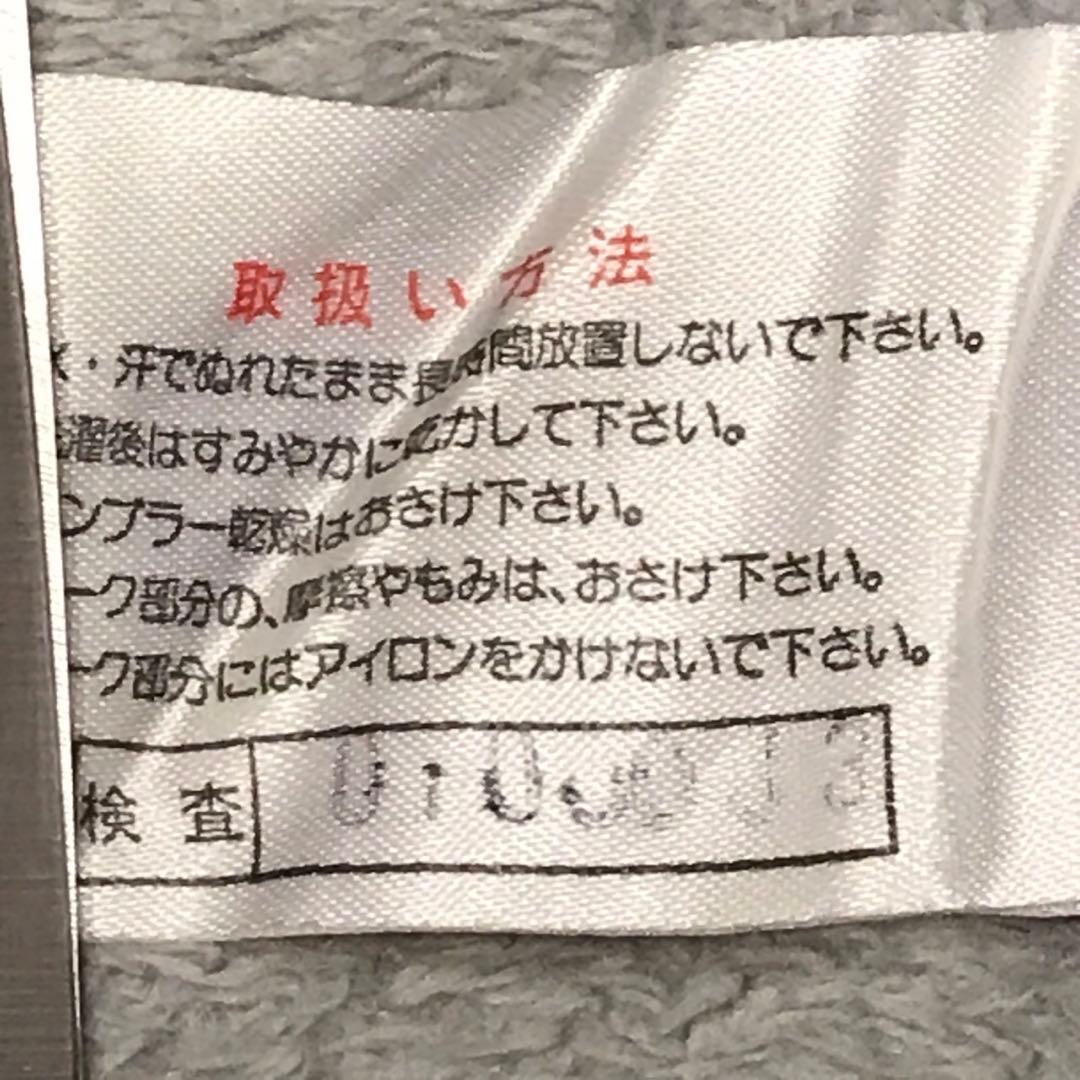 取扱い方法
・汗でぬれたまま長時間放置しないで下さい。
濯後はすみやかに乾かして下さい。
ンブラー乾燥はおさけ下さい。
ーク部分の、摩擦やもみは、おさけ下さい。
ーク部分にはアイロンをかけないで下さい。
検査